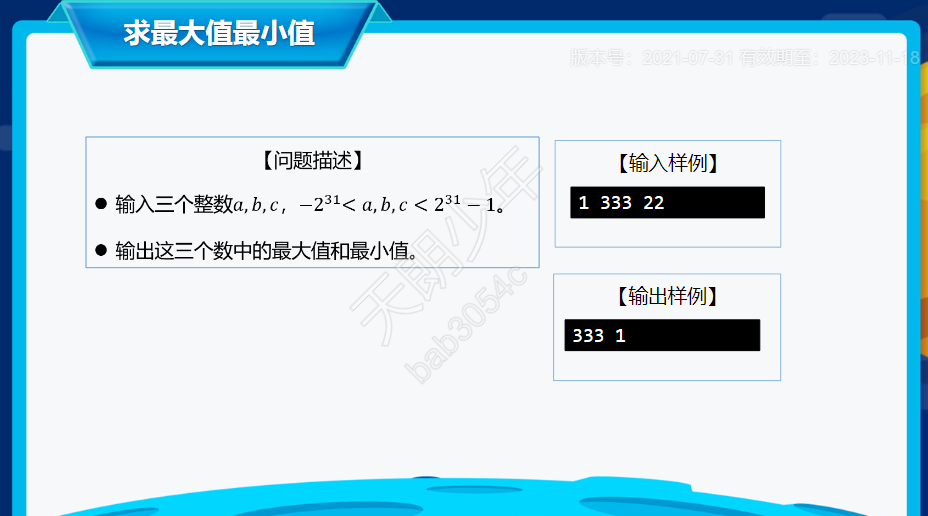 求最大值最小值
版本号：2021-07-31 有效期至：2023-11-18
【问题描述】
● 输入三个整数a, b, c，−2³¹< a, b, c < 2³¹ − 1。
● 输出这三个数中的最大值和最小值。
【输入样例】
1 333 22
【输出样例】
333 1
天朗少年
bab3054c